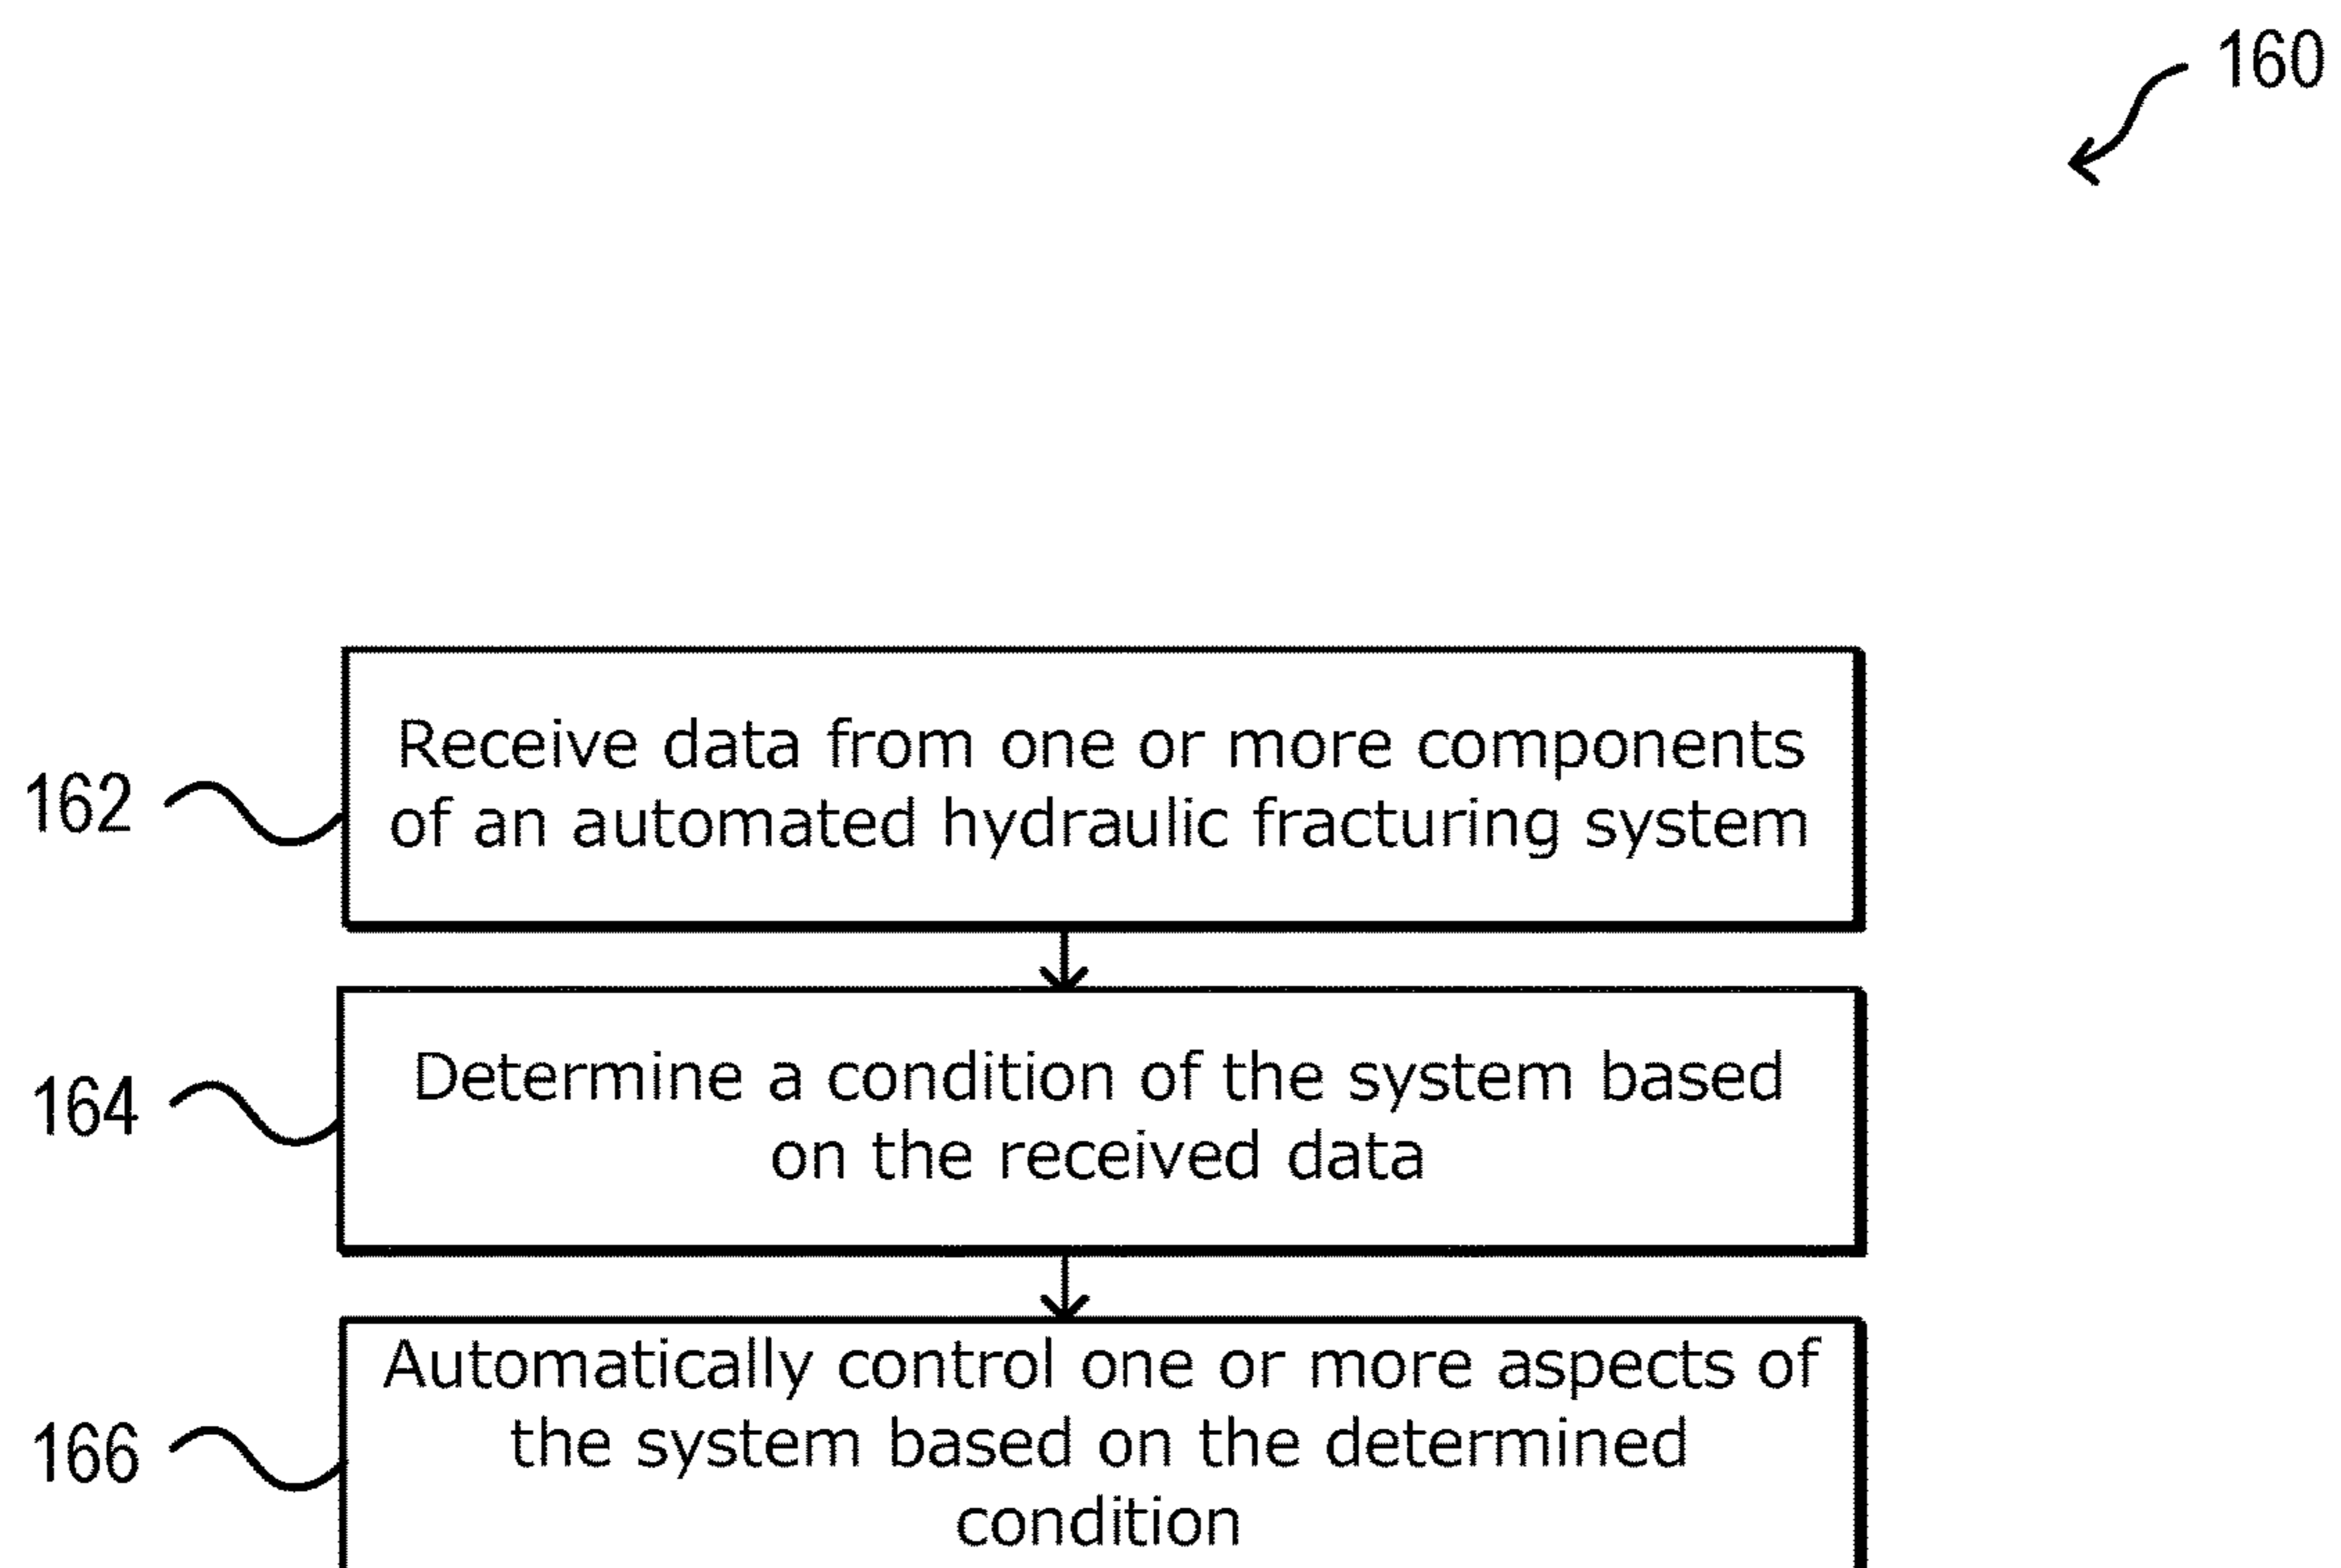 160
162
Receive data from one or more components
of an automated hydraulic fracturing system
164
Determine a condition of the system based
on the received data
166
Automatically control one or more aspects of
the system based on the determined
condition